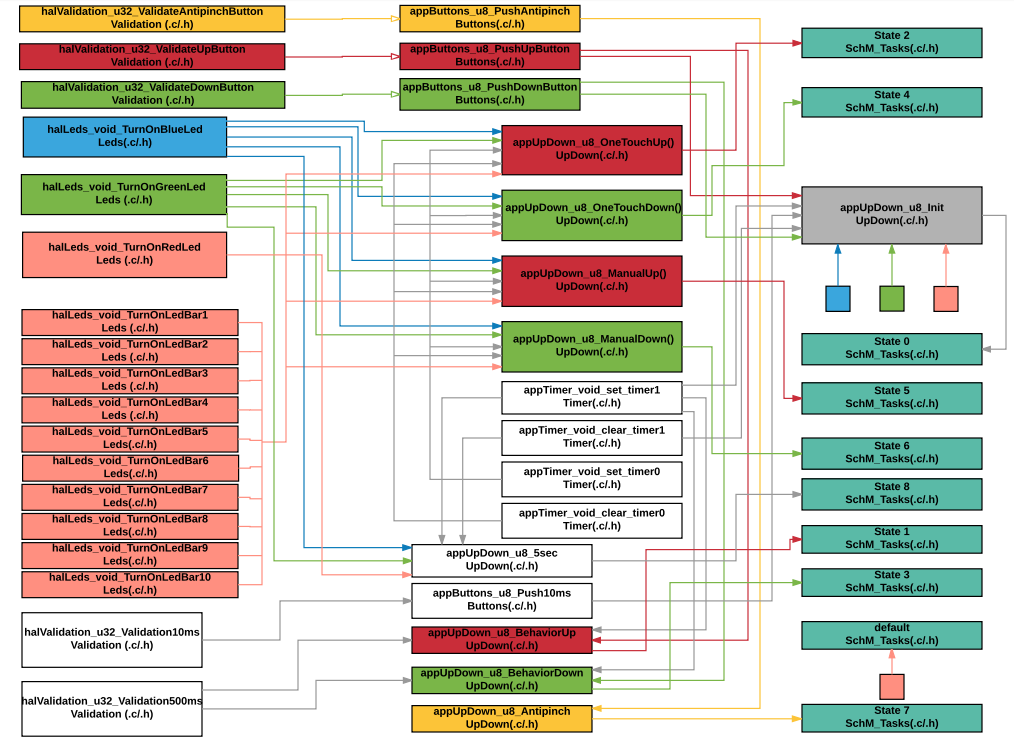 halValidation_u32_ValidateAntipinchButton
Validation (.c/.h)
halValidation_u32_ValidateUpButton
Validation (.c/.h)
halValidation_u32_ValidateDownButton
Validation (.c/.h)
halLeds_void_TurnOnBlueLed
Leds(.c/.h)
halLeds_void_TurnOnGreenLed
Leds (.c/.h)
halLeds_void_TurnOnRedLed
Leds (.c/.h)
halLeds_void_TurnOnLedBar1
Leds (.c/.h)
halLeds_void_TurnOnLedBar2
Leds(.c/.h)
halLeds_void_TurnOnLedBar3
Leds(.c/.h)
halLeds_void_TurnOnLedBar4
Leds(.c/.h)
halLeds_void_TurnOnLedBar5
Leds(.c/.h)
halLeds_void_TurnOnLedBar6
Leds(.c/.h)
halLeds_void_TurnOnLedBar7
Leds(.c/.h)
halLeds_void_TurnOnLedBar8
Leds(.c/.h)
halLeds_void_TurnOnLedBar9
Leds(.c/.h)
halLeds_void_TurnOnLedBar10
Leds(.c/.h)
halValidation_u32_Validation10ms
Validation (.c/.h)
halValidation_u32_Validation500ms
Validation (.c/.h)
appButtons_u8_PushAntipinch
Buttons(.c/.h)
appButtons_u8_PushUpButton
Buttons(.c/.h)
appButtons_u8_PushDownButton
Buttons(.c/.h)
appUpDown_u8_OneTouchUp()
UpDown(.c/.h)
appUpDown_u8_OneTouchDown()
UpDown(.c/.h)
appUpDown_u8_ManualUp()
UpDown(.c/.h)
appUpDown_u8_ManualDown()
UpDown(.c/.h)
appTimer_void_set_timer1
Timer(.c/.h)
appTimer_void_clear_timer1
Timer(.c/.h)
appTimer_void_set_timer0
Timer(.c/.h)
appTimer_void_clear_timer0
Timer(.c/.h)
appUpDown_u8_5sec
UpDown(.c/.h)
appButtons_u8_Push10ms
Buttons(.c/.h)
appUpDown_u8_BehaviorUp
UpDown(.c/.h)
appUpDown_u8_BehaviorDown
UpDown(.c/.h)
appUpDown_u8_Antipinch
UpDown(.c/.h)
State 2
SchM_Tasks(.c/.h)
State 4
SchM_Tasks(.c/.h)
appUpDown_u8_Init
UpDown(.c/.h)
State 0
SchM_Tasks(.c/.h)
State 5
SchM_Tasks(.c/.h)
State 6
SchM_Tasks(.c/.h)
State 8
SchM_Tasks(.c/.h)
State 1
SchM_Tasks(.c/.h)
State 3
SchM_Tasks(.c/.h)
default
SchM_Tasks(.c/.h)
State 7
SchM_Tasks(.c/.h)